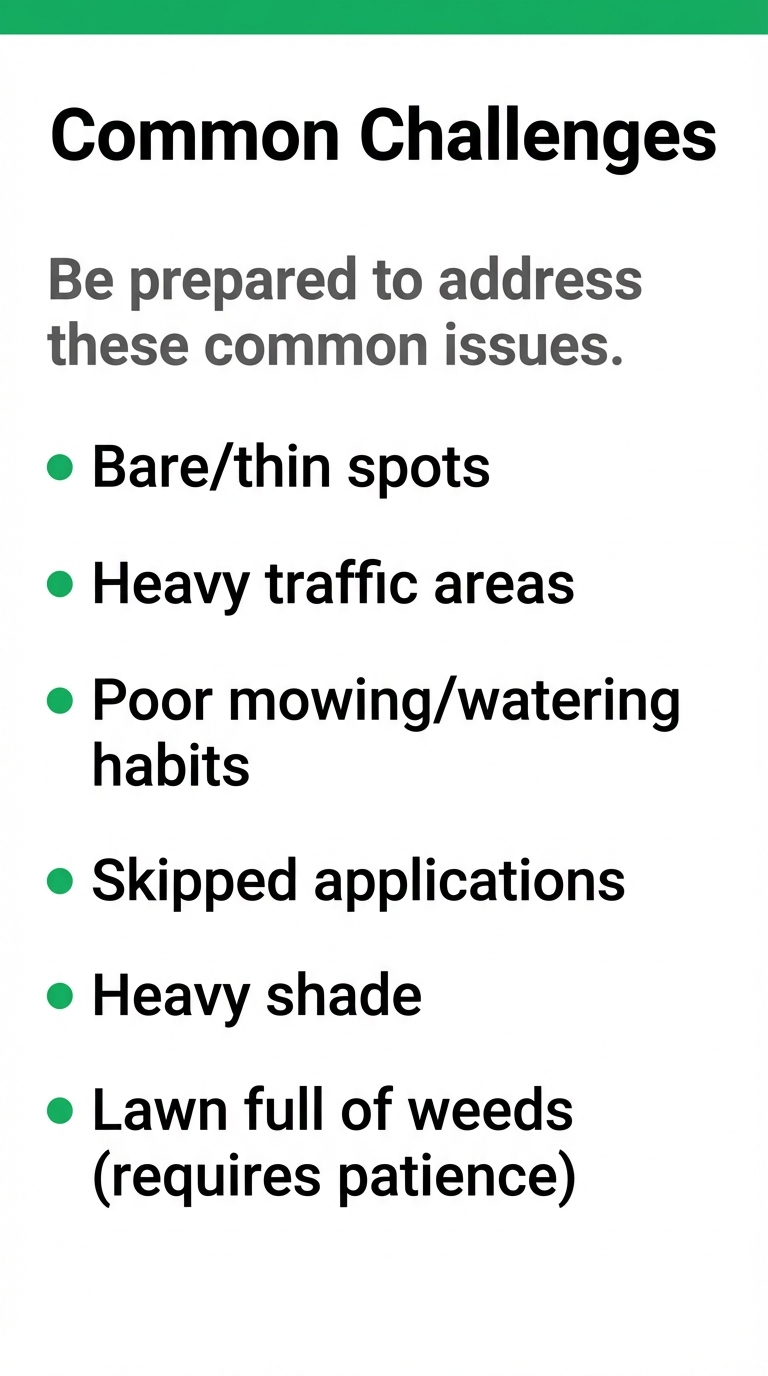 Common Challenges
Be prepared to address
these common issues.
Bare/thin spots
Heavy traffic areas
Poor mowing/watering
habits
Skipped applications
Heavy shade
Lawn full of weeds
(requires patience)